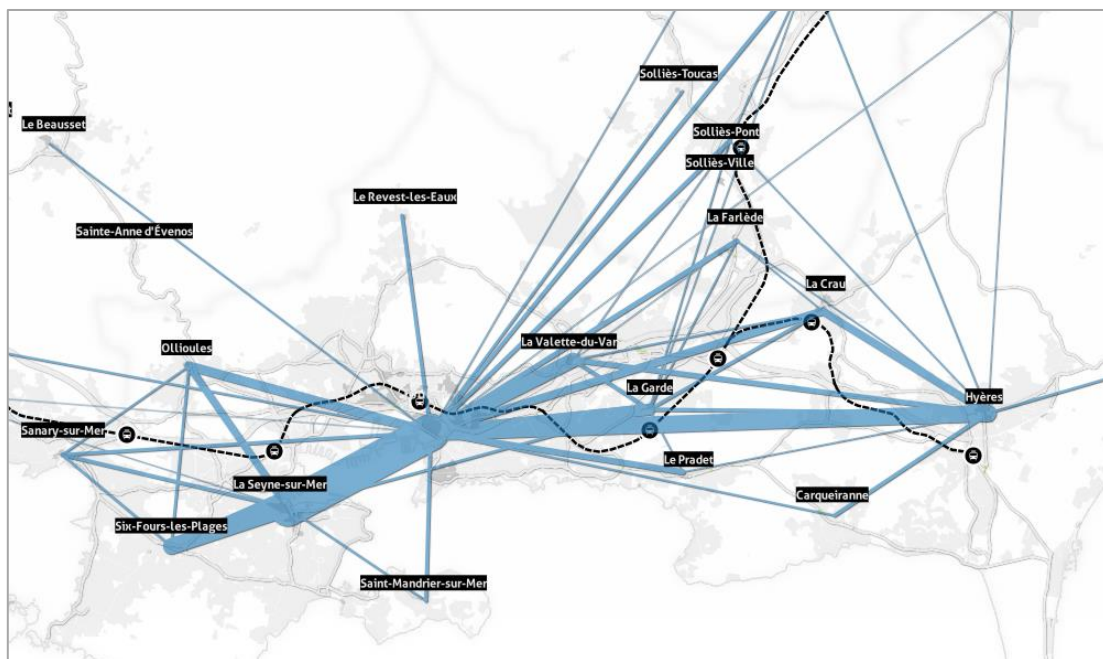 Solliès-Toucas
Le Beausset
Solliès-Pont
Solliès-Ville
Le Revest-les-Eaux
La Farlède
Sainte-Anne d'Évenos
La Crau
La Valette-du-Var
Ollioules
La Garde
Hyères
Sanary-sur-Mer
Le Pradet
La Seyne-sur-Mer
Carqueiranne
Six-Fours-les-Plages
Saint-Mandrier-sur-Mer